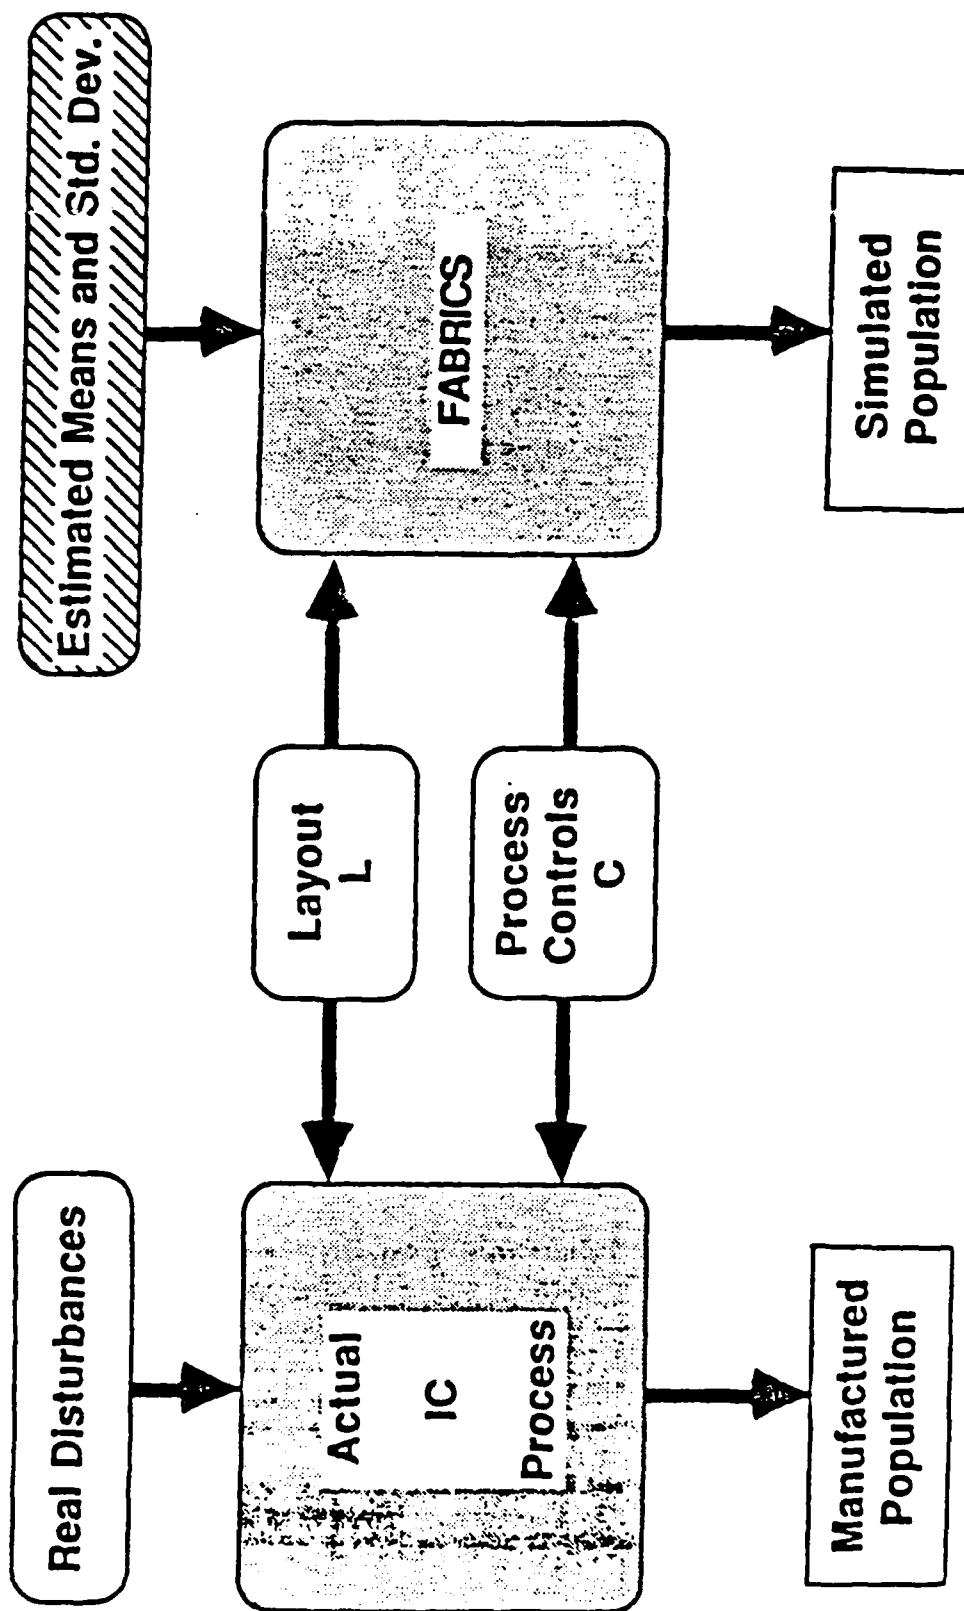 Real Disturbances
Estimated Means and Std. Dev.
Actual
IC
Process
Layout
L
Process
Controls
C
FABRICS
Manufactured
Population
Simulated
Population